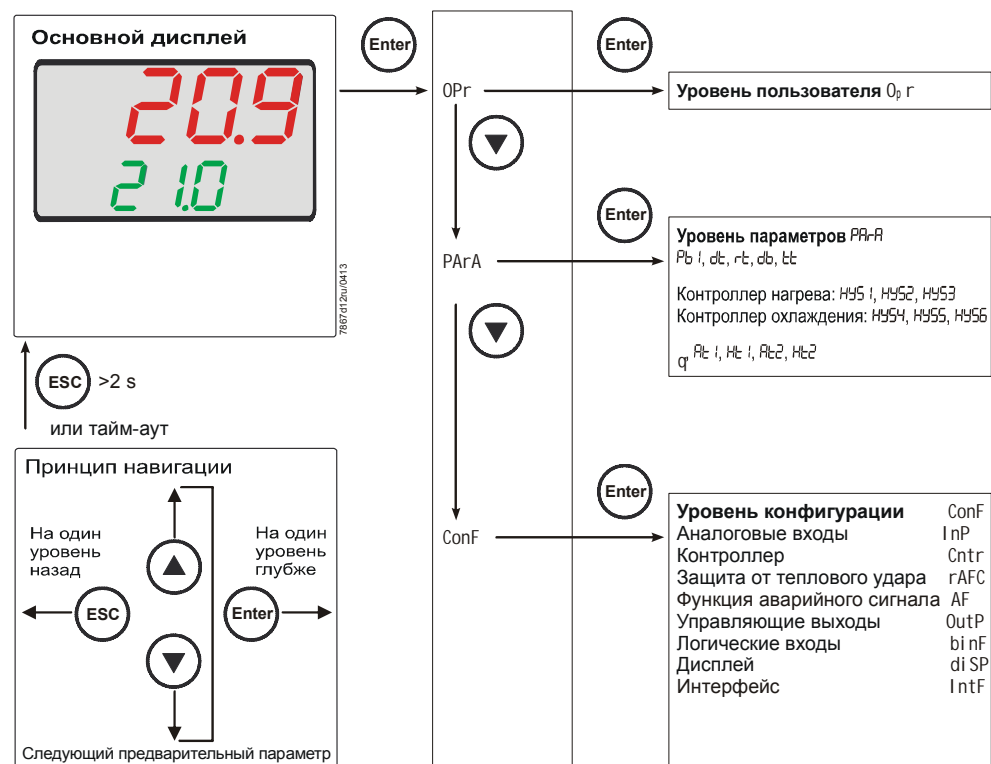 Основной дисплей
20.9
21.0
7867d12ru/0413
Enter
OPr
Enter
Уровень пользователя Opr
Enter
PArA
Уровень параметров PArA
Pb1, dt, rt, db, tt
Контроллер нагрева: HYS1, HYS2, HYS3
Контроллер охлаждения: HYS4, HYS5, HYS6
q, At1, Ht1, At2, Ht2
ESC >2 s
или тайм-аут
Принцип навигации
На один
уровень
назад
На один
уровень
глубже
ESC
Enter
Следующий предварительный параметр
Enter
ConF
Уровень конфигурации ConF
Аналоговые входы InP
Контроллер Cntr
Защита от теплового удара rAFC
Функция аварийного сигнала AF
Управляющие выходы OutP
Логические входы binF
Дисплей diSP
Интерфейс IntF